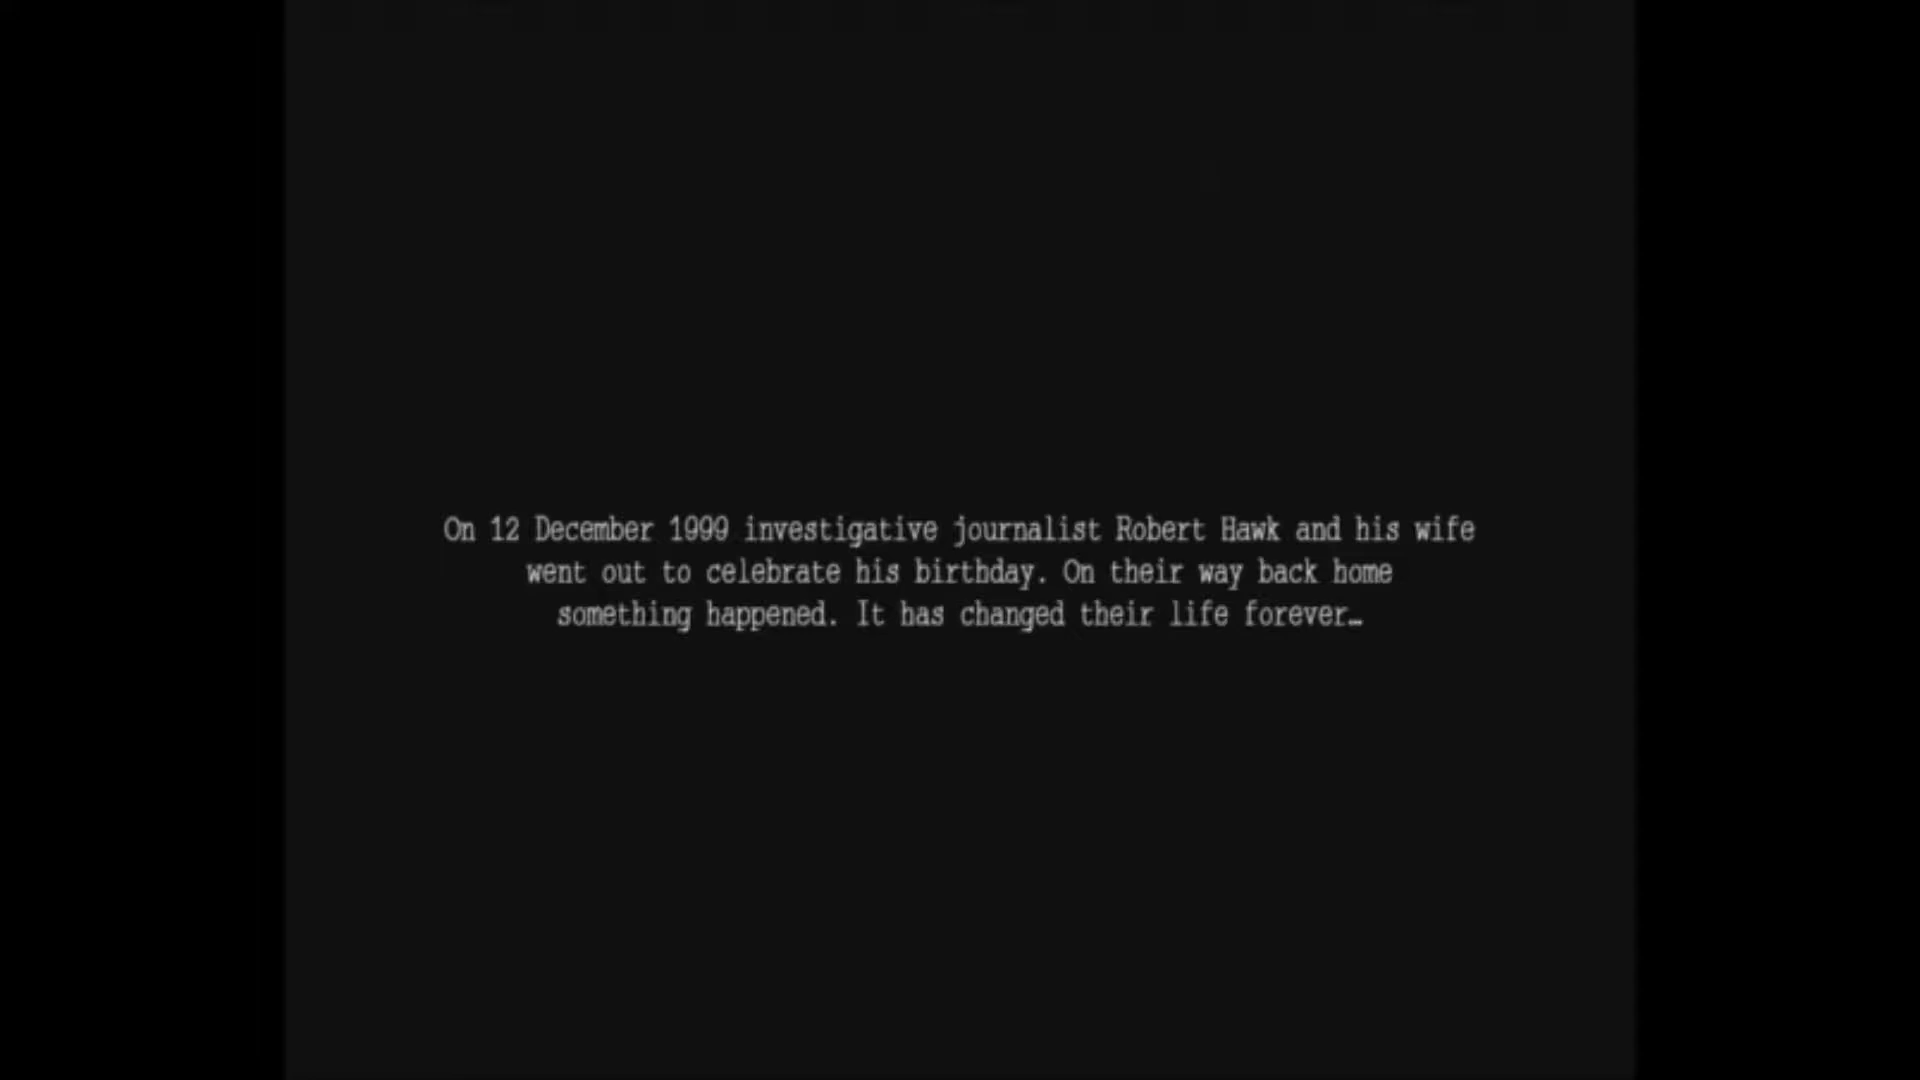 On 12 December 1999 investigative journalist Robert Hawk and his wife
went out to celebrate his birthday. On their way back home
something happened. It has changed their life forever…